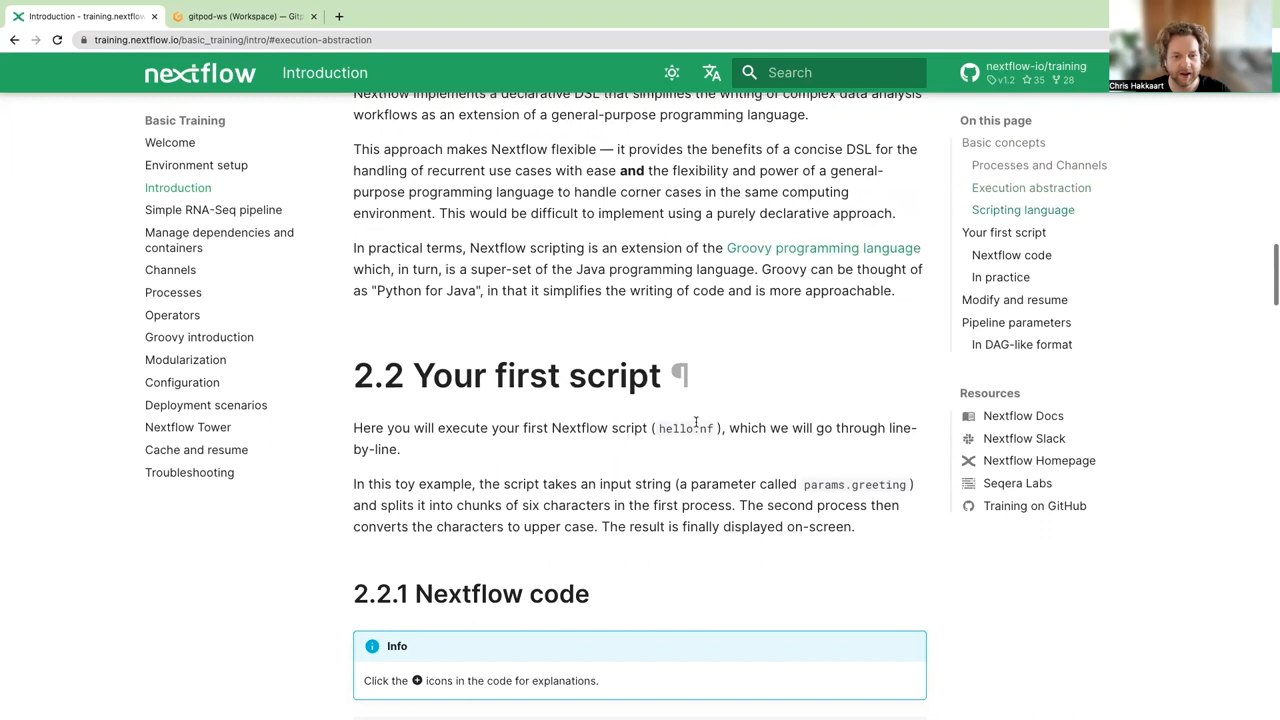 Introduction - training.nextflow
gitpod-ws (Workspace) — Gitp
training.nextflow.io/basic_training/intro/#execution-abstraction
nextflow
Introduction
Search
nextflow-io/training
v1.2 35 28
Chris Hakkaart
Basic Training
Welcome
Environment setup
Introduction
Simple RNA-Seq pipeline
Manage dependencies and
containers
Channels
Processes
Operators
Groovy introduction
Modularization
Configuration
Deployment scenarios
Nextflow Tower
Cache and resume
Troubleshooting
Nextflow implements a declarative DSL that simplifies the writing of complex data analysis
workflows as an extension of a general-purpose programming language.
This approach makes Nextflow flexible — it provides the benefits of a concise DSL for the
handling of recurrent use cases with ease and the flexibility and power of a general-
purpose programming language to handle corner cases in the same computing
environment. This would be difficult to implement using a purely declarative approach.
In practical terms, Nextflow scripting is an extension of the Groovy programming language
which, in turn, is a super-set of the Java programming language. Groovy can be thought of
as "Python for Java", in that it simplifies the writing of code and is more approachable.
2.2 Your first script ¶
Here you will execute your first Nextflow script ( hello.nf ), which we will go through line-
by-line.
In this toy example, the script takes an input string (a parameter called params.greeting )
and splits it into chunks of six characters in the first process. The second process then
converts the characters to upper case. The result is finally displayed on-screen.
2.2.1 Nextflow code
Info
Click the icons in the code for explanations.
On this page
Basic concepts
Processes and Channels
Execution abstraction
Scripting language
Your first script
Nextflow code
In practice
Modify and resume
Pipeline parameters
In DAG-like format
Resources
Nextflow Docs
Nextflow Slack
Nextflow Homepage
Seqera Labs
Training on GitHub